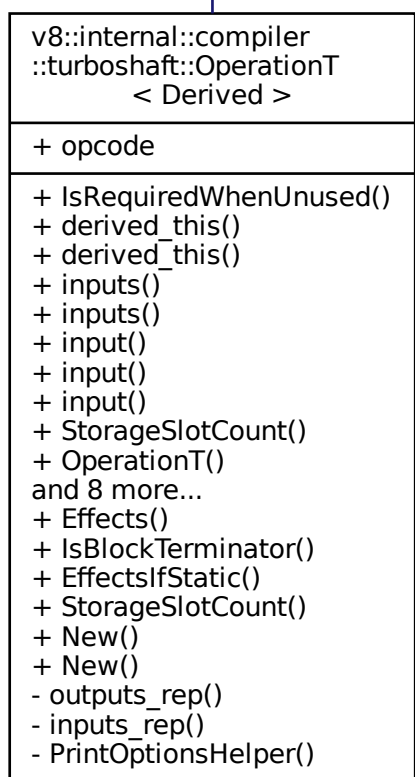 v8::internal::compiler
::turboshaft::OperationT
< Derived >
+ opcode
+ IsRequiredWhenUnused()
+ derived_this()
+ derived_this()
+ inputs()
+ inputs()
+ input()
+ input()
+ input()
+ StorageSlotCount()
+ OperationT()
and 8 more...
+ Effects()
+ IsBlockTerminator()
+ EffectsIfStatic()
+ StorageSlotCount()
+ New()
+ New()
- outputs_rep()
- inputs_rep()
- PrintOptionsHelper()